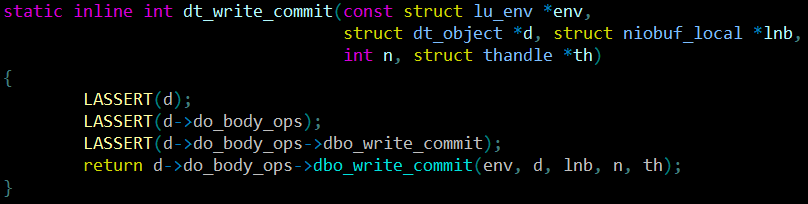 static inline int dt_write_commit(const struct lu_env *env,
                                  struct dt_object *d, struct niobuf_local *lnb,
                                  int n, struct thandle *th)
{
        LASSERT(d);
        LASSERT(d->do_body_ops);
        LASSERT(d->do_body_ops->dbo_write_commit);
        return d->do_body_ops->dbo_write_commit(env, d, lnb, n, th);
}